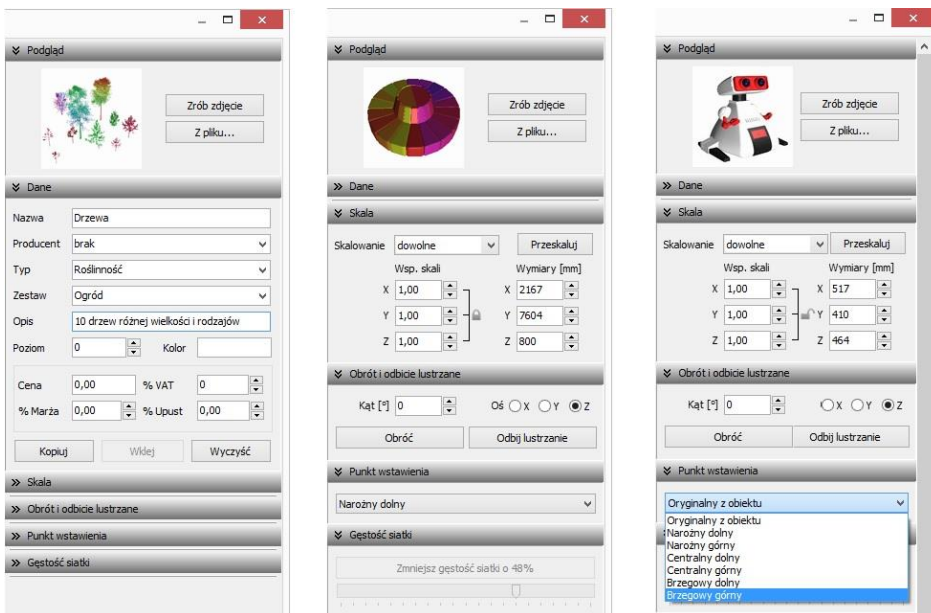 Podgląd
Zrób zdjęcie
Z pliku...
Dane
Nazwa Drzewa
Producent brak
Typ Roślinność
Zestaw Ogród
Opis 10 drzew różnej wielkości i rodzajów
Poziom 0 Kolor
Cena 0,00 % VAT 0
% Marża 0,00 % Upust 0,00
Kopiuj Wklej Wyczyść
Skala
Obrót i odbicie lustrzane
Punkt wstawienia
Gęstość siatki
Podgląd
Zrób zdjęcie
Z pliku...
Dane
Skala
Skalowanie dowolne Przeskaluj
Wsp. skali Wymiary [mm]
X 1,00 X 2167
Y 1,00 Y 7604
Z 1,00 Z 800
Obrót i odbicie lustrzane
Kąt [°] 0 Oś X Y Z
Obróć Odbij lustrzanie
Punkt wstawienia
Narożny dolny
Gęstość siatki
Zmniejsz gęstość siatki o 48%
Podgląd
Zrób zdjęcie
Z pliku...
Dane
Skala
Skalowanie dowolne Przeskaluj
Wsp. skali Wymiary [mm]
X 1,00 X 517
Y 1,00 Y 410
Z 1,00 Z 464
Obrót i odbicie lustrzane
Kąt [°] 0 X Y Z
Obróć Odbij lustrzanie
Punkt wstawienia
Oryginalny z obiektu
Oryginalny z obiektu
Narożny dolny
Narożny górny
Centralny dolny
Centralny górny
Brzegowy dolny
Brzegowy górny